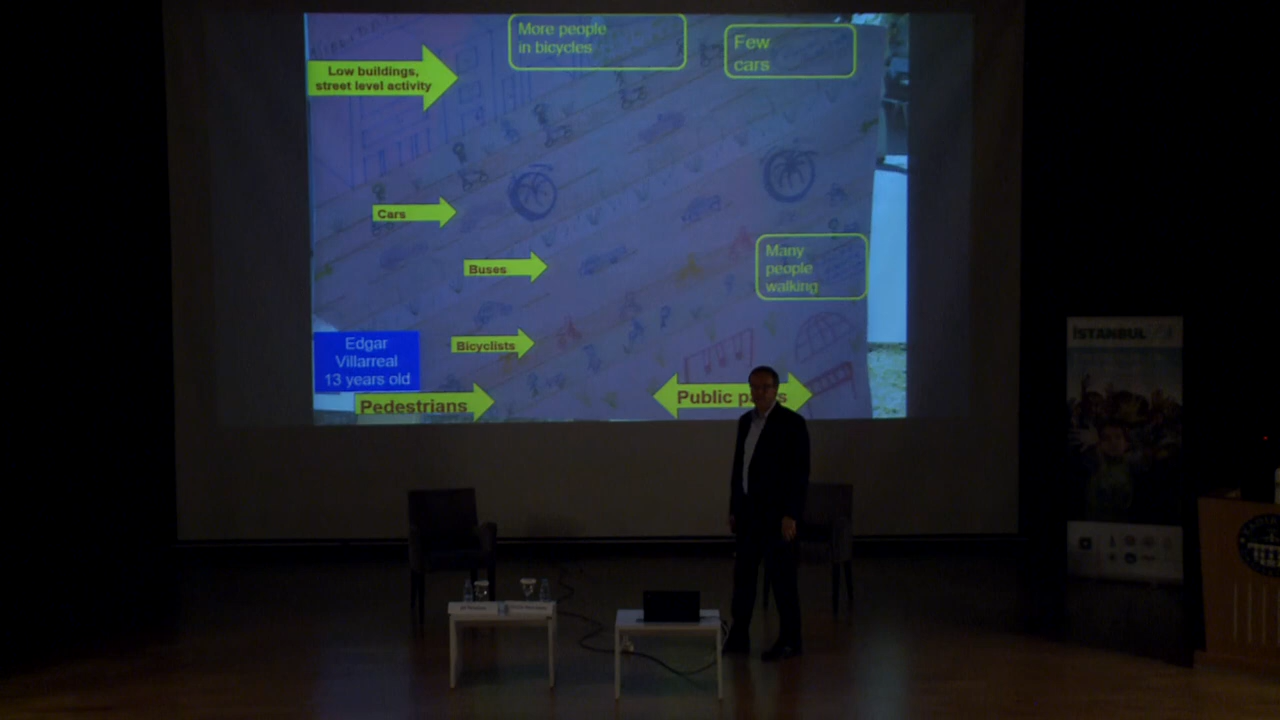 More people
in bicycles
Few
cars
Low buildings,
street level activity
Cars
Buses
Many
people
walking
Bicyclists
Edgar
Villarreal
13 years old
Pedestrians
Public pa s
İSTANBUL